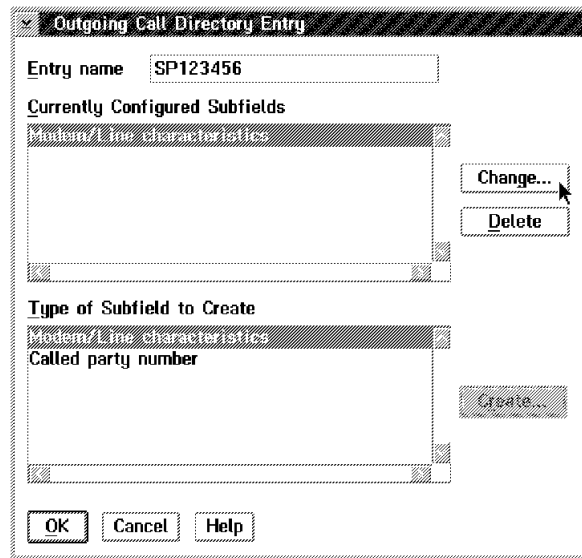 Outgoing Call Directory Entry
Entry name SP123456
Currently Configured Subfields
Modem/Line characteristics
Change...
Delete
Type of Subfield to Create
Modem/Line characteristics
Called party number
Create...
OK Cancel Help